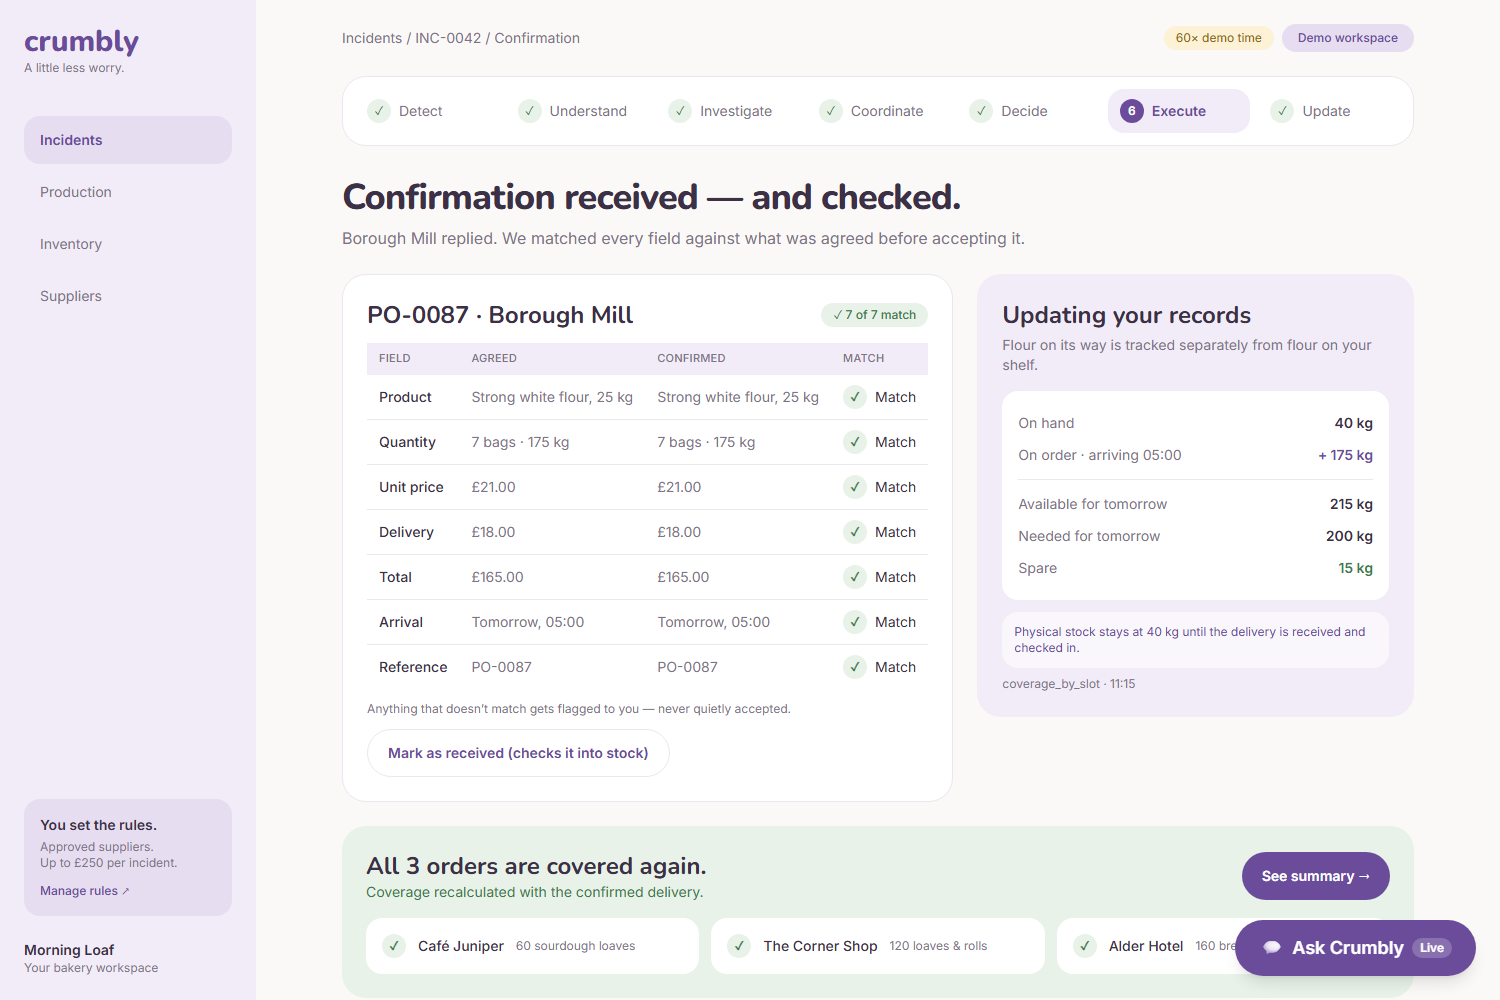 crumbly
A little less worry.
Incidents
Production
Inventory
Suppliers
You set the rules.
Approved suppliers.
Up to £250 per incident.
Manage rules ↗
Morning Loaf
Your bakery workspace
Incidents / INC-0042 / Confirmation
60× demo time
Demo workspace
✓ Detect
✓ Understand
✓ Investigate
✓ Coordinate
✓ Decide
6 Execute
✓ Update
Confirmation received — and checked.
Borough Mill replied. We matched every field against what was agreed before accepting it.
PO-0087 · Borough Mill
✓ 7 of 7 match
FIELD AGREED CONFIRMED MATCH
Product Strong white flour, 25 kg Strong white flour, 25 kg ✓ Match
Quantity 7 bags · 175 kg 7 bags · 175 kg ✓ Match
Unit price £21.00 £21.00 ✓ Match
Delivery £18.00 £18.00 ✓ Match
Total £165.00 £165.00 ✓ Match
Arrival Tomorrow, 05:00 Tomorrow, 05:00 ✓ Match
Reference PO-0087 PO-0087 ✓ Match
Anything that doesn't match gets flagged to you — never quietly accepted.
Mark as received (checks it into stock)
Updating your records
Flour on its way is tracked separately from flour on your
shelf.
On hand 40 kg
On order · arriving 05:00 + 175 kg
Available for tomorrow 215 kg
Needed for tomorrow 200 kg
Spare 15 kg
Physical stock stays at 40 kg until the delivery is received and
checked in.
coverage_by_slot · 11:15
All 3 orders are covered again.
Coverage recalculated with the confirmed delivery.
See summary →
✓ Café Juniper 60 sourdough loaves
✓ The Corner Shop 120 loaves & rolls
✓ Alder Hotel 160
Ask Crumbly Live